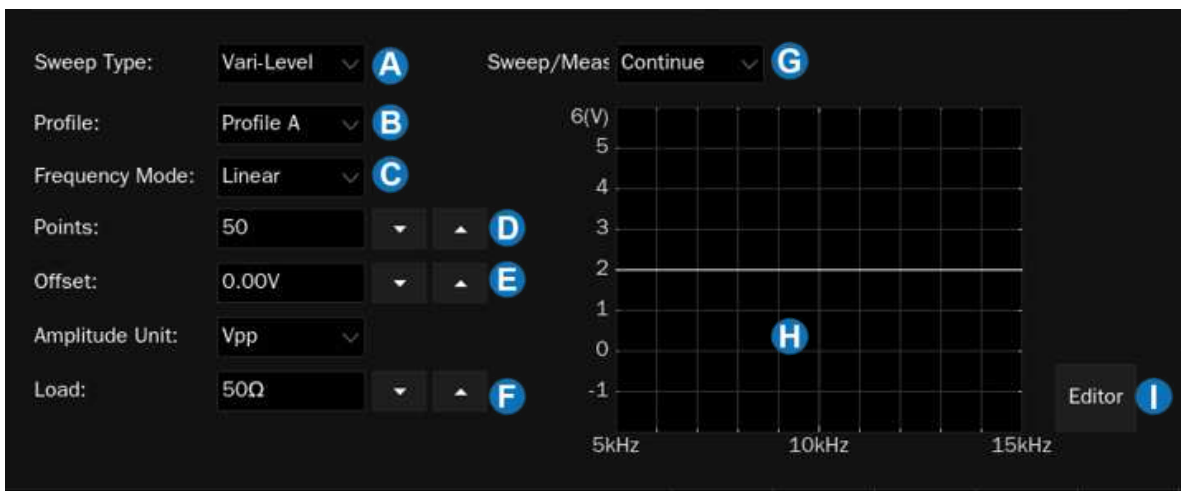 Sweep Type: Vari-Level A Sweep/Meas Continue G
Profile: Profile A B
Frequency Mode: Linear C
Points: 50 D
Offset: 0.00V E
Amplitude Unit: Vpp
Load: 50Ω F
6(V)
5
4
3
2
1
0
-1
H
5kHz 10kHz 15kHz
Editor I